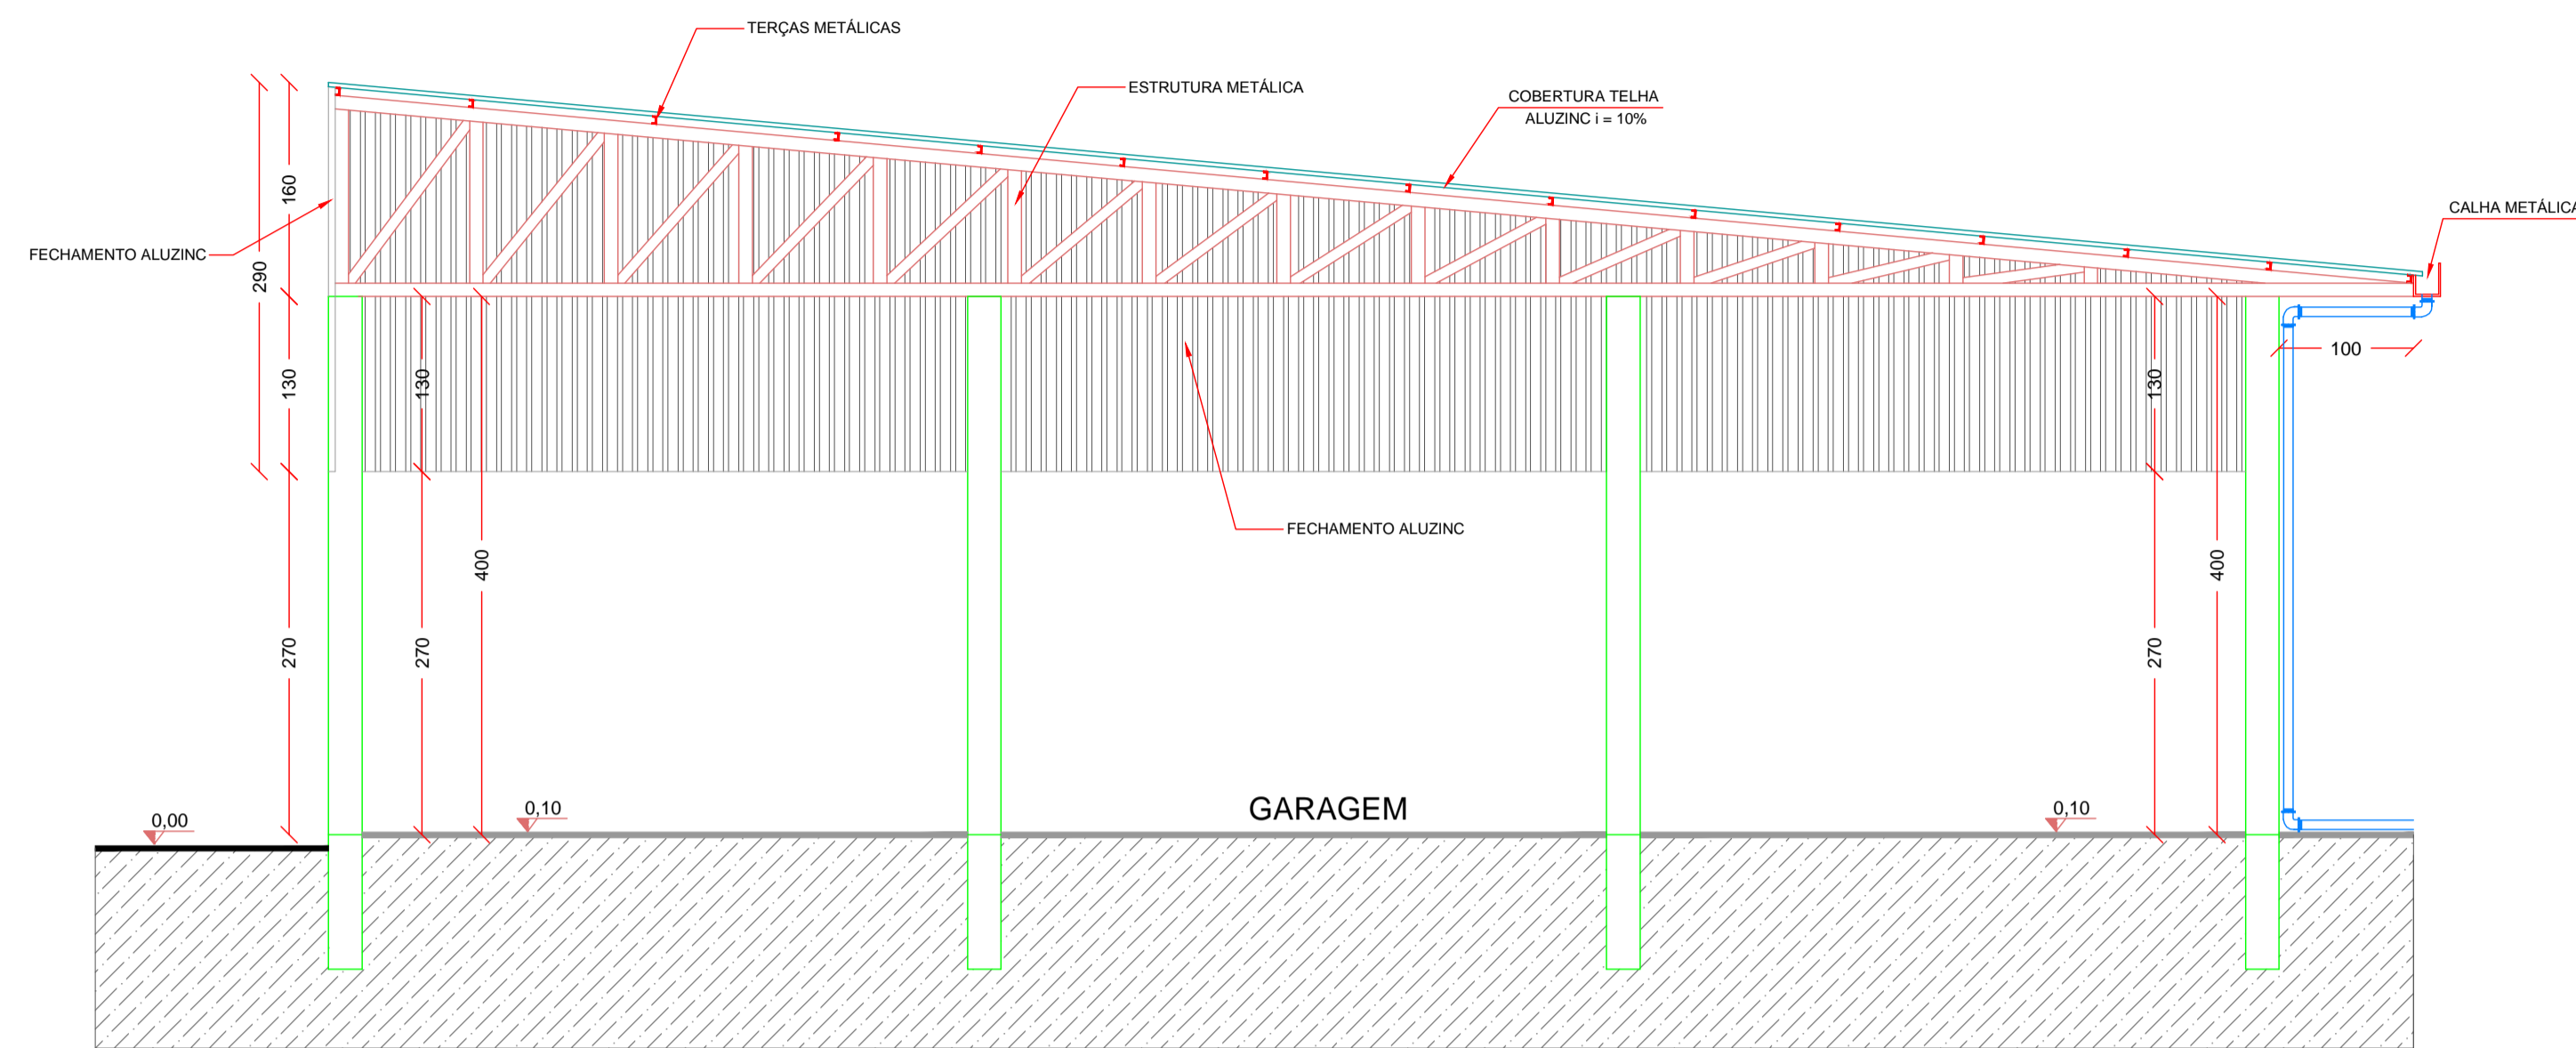 TERÇAS METÁLICAS
ESTRUTURA METÁLICA
COBERTURA TELHA
ALUZINC i = 10%
CALHA METÁLICA
FECHAMENTO ALUZINC
160
290
130
130
130
100
FECHAMENTO ALUZINC
400
400
270
270
270
0,00
0,10
GARAGEM
0,10